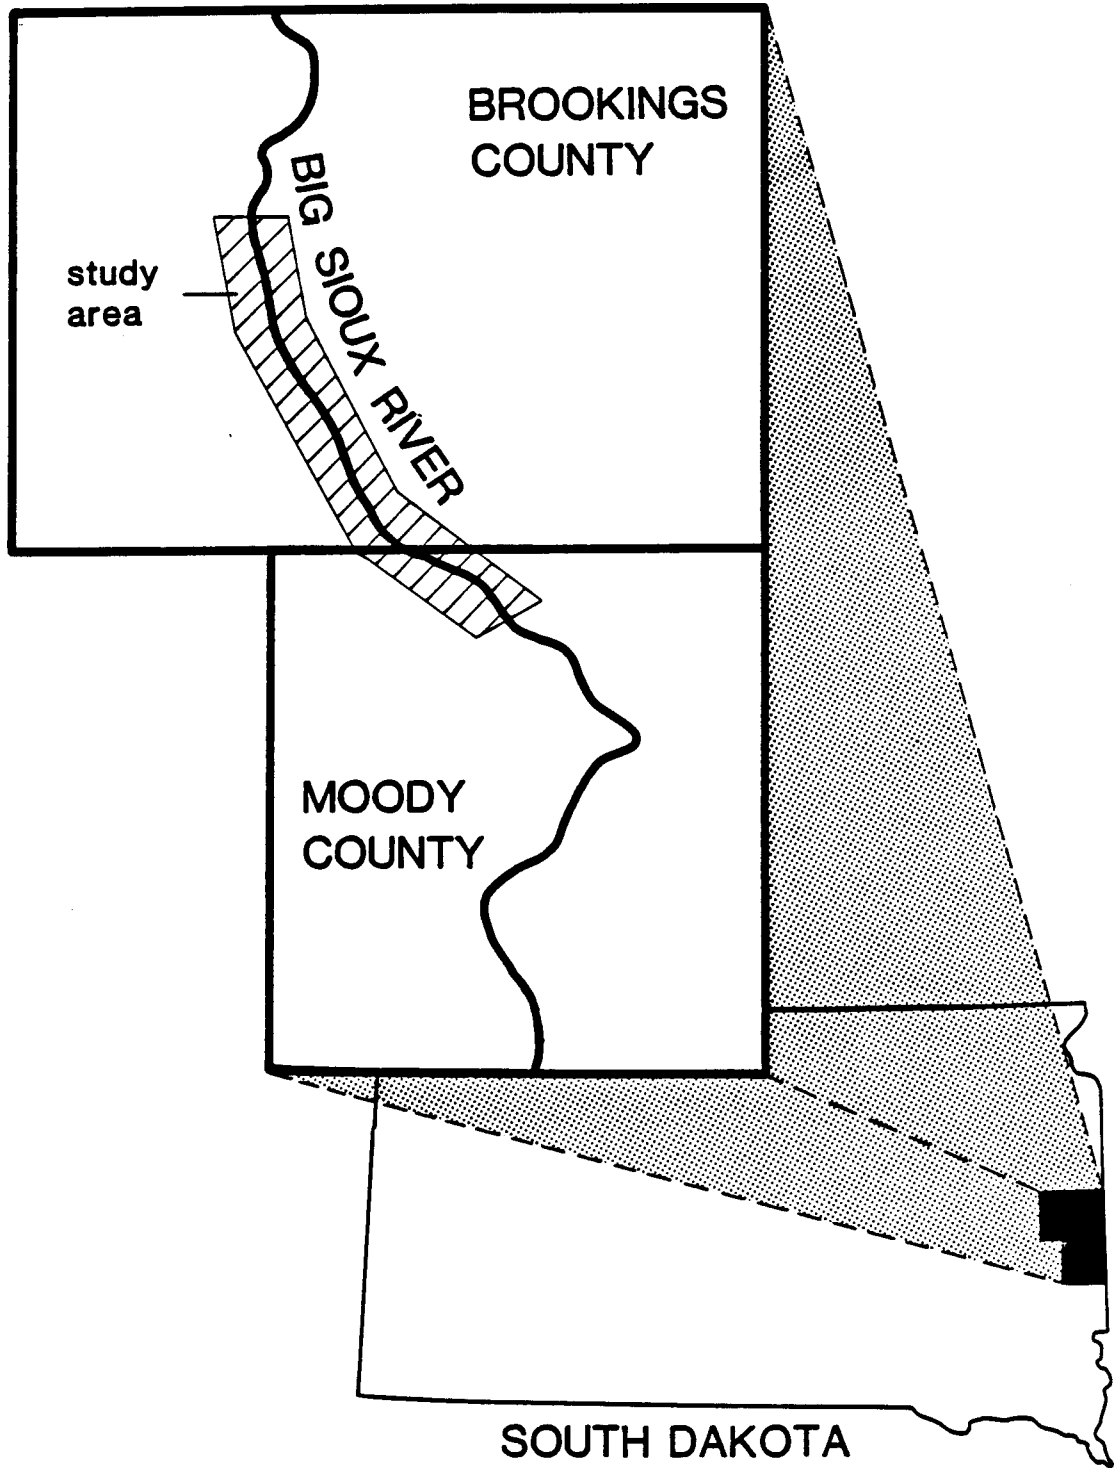 BROOKINGS
COUNTY
BIG SIOUX RIVER
study
area
MOODY
COUNTY
SOUTH DAKOTA